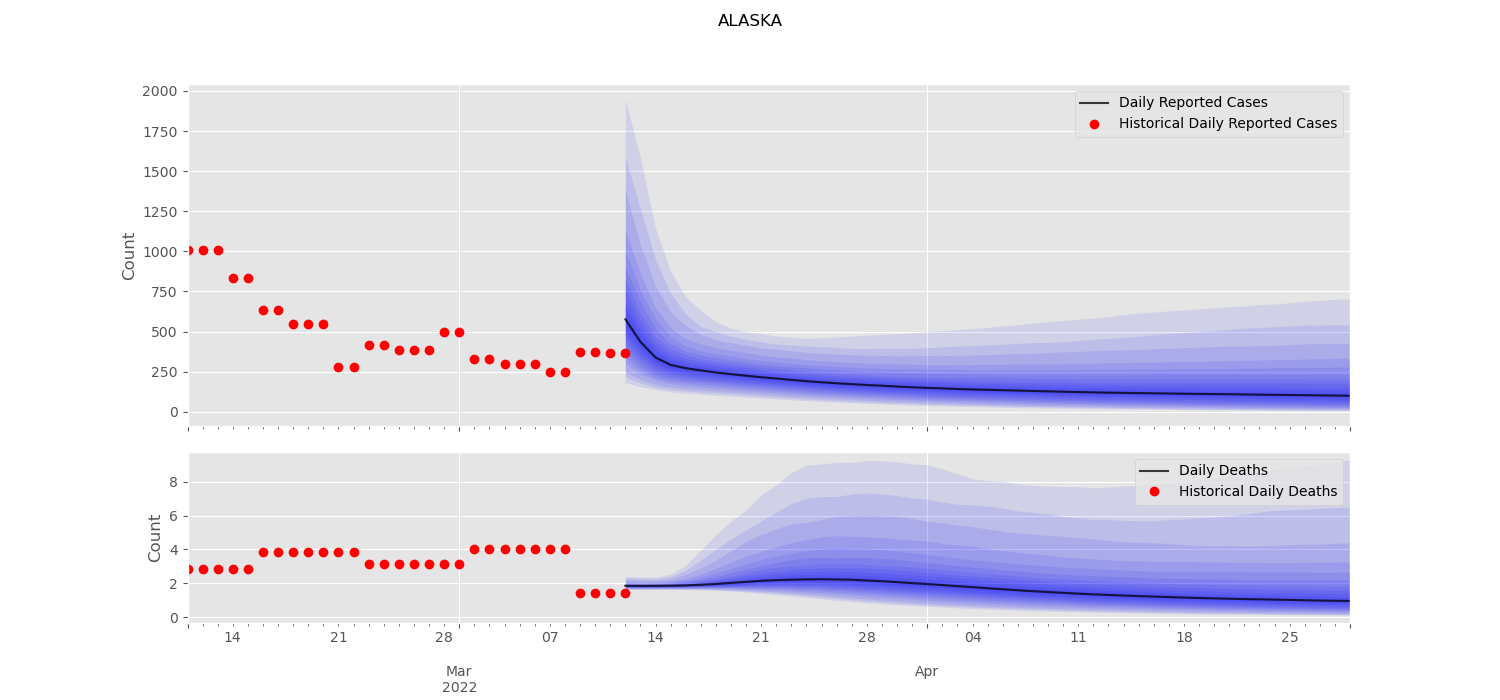 ALASKA
2000
1750
1500
1250
1000
750
500
250
0
Count
Daily Reported Cases
Historical Daily Reported Cases
8
6
4
2
0
Count
Daily Deaths
Historical Daily Deaths
14 21 28 07 14 21 28 04 11 18 25
Mar Apr
2022